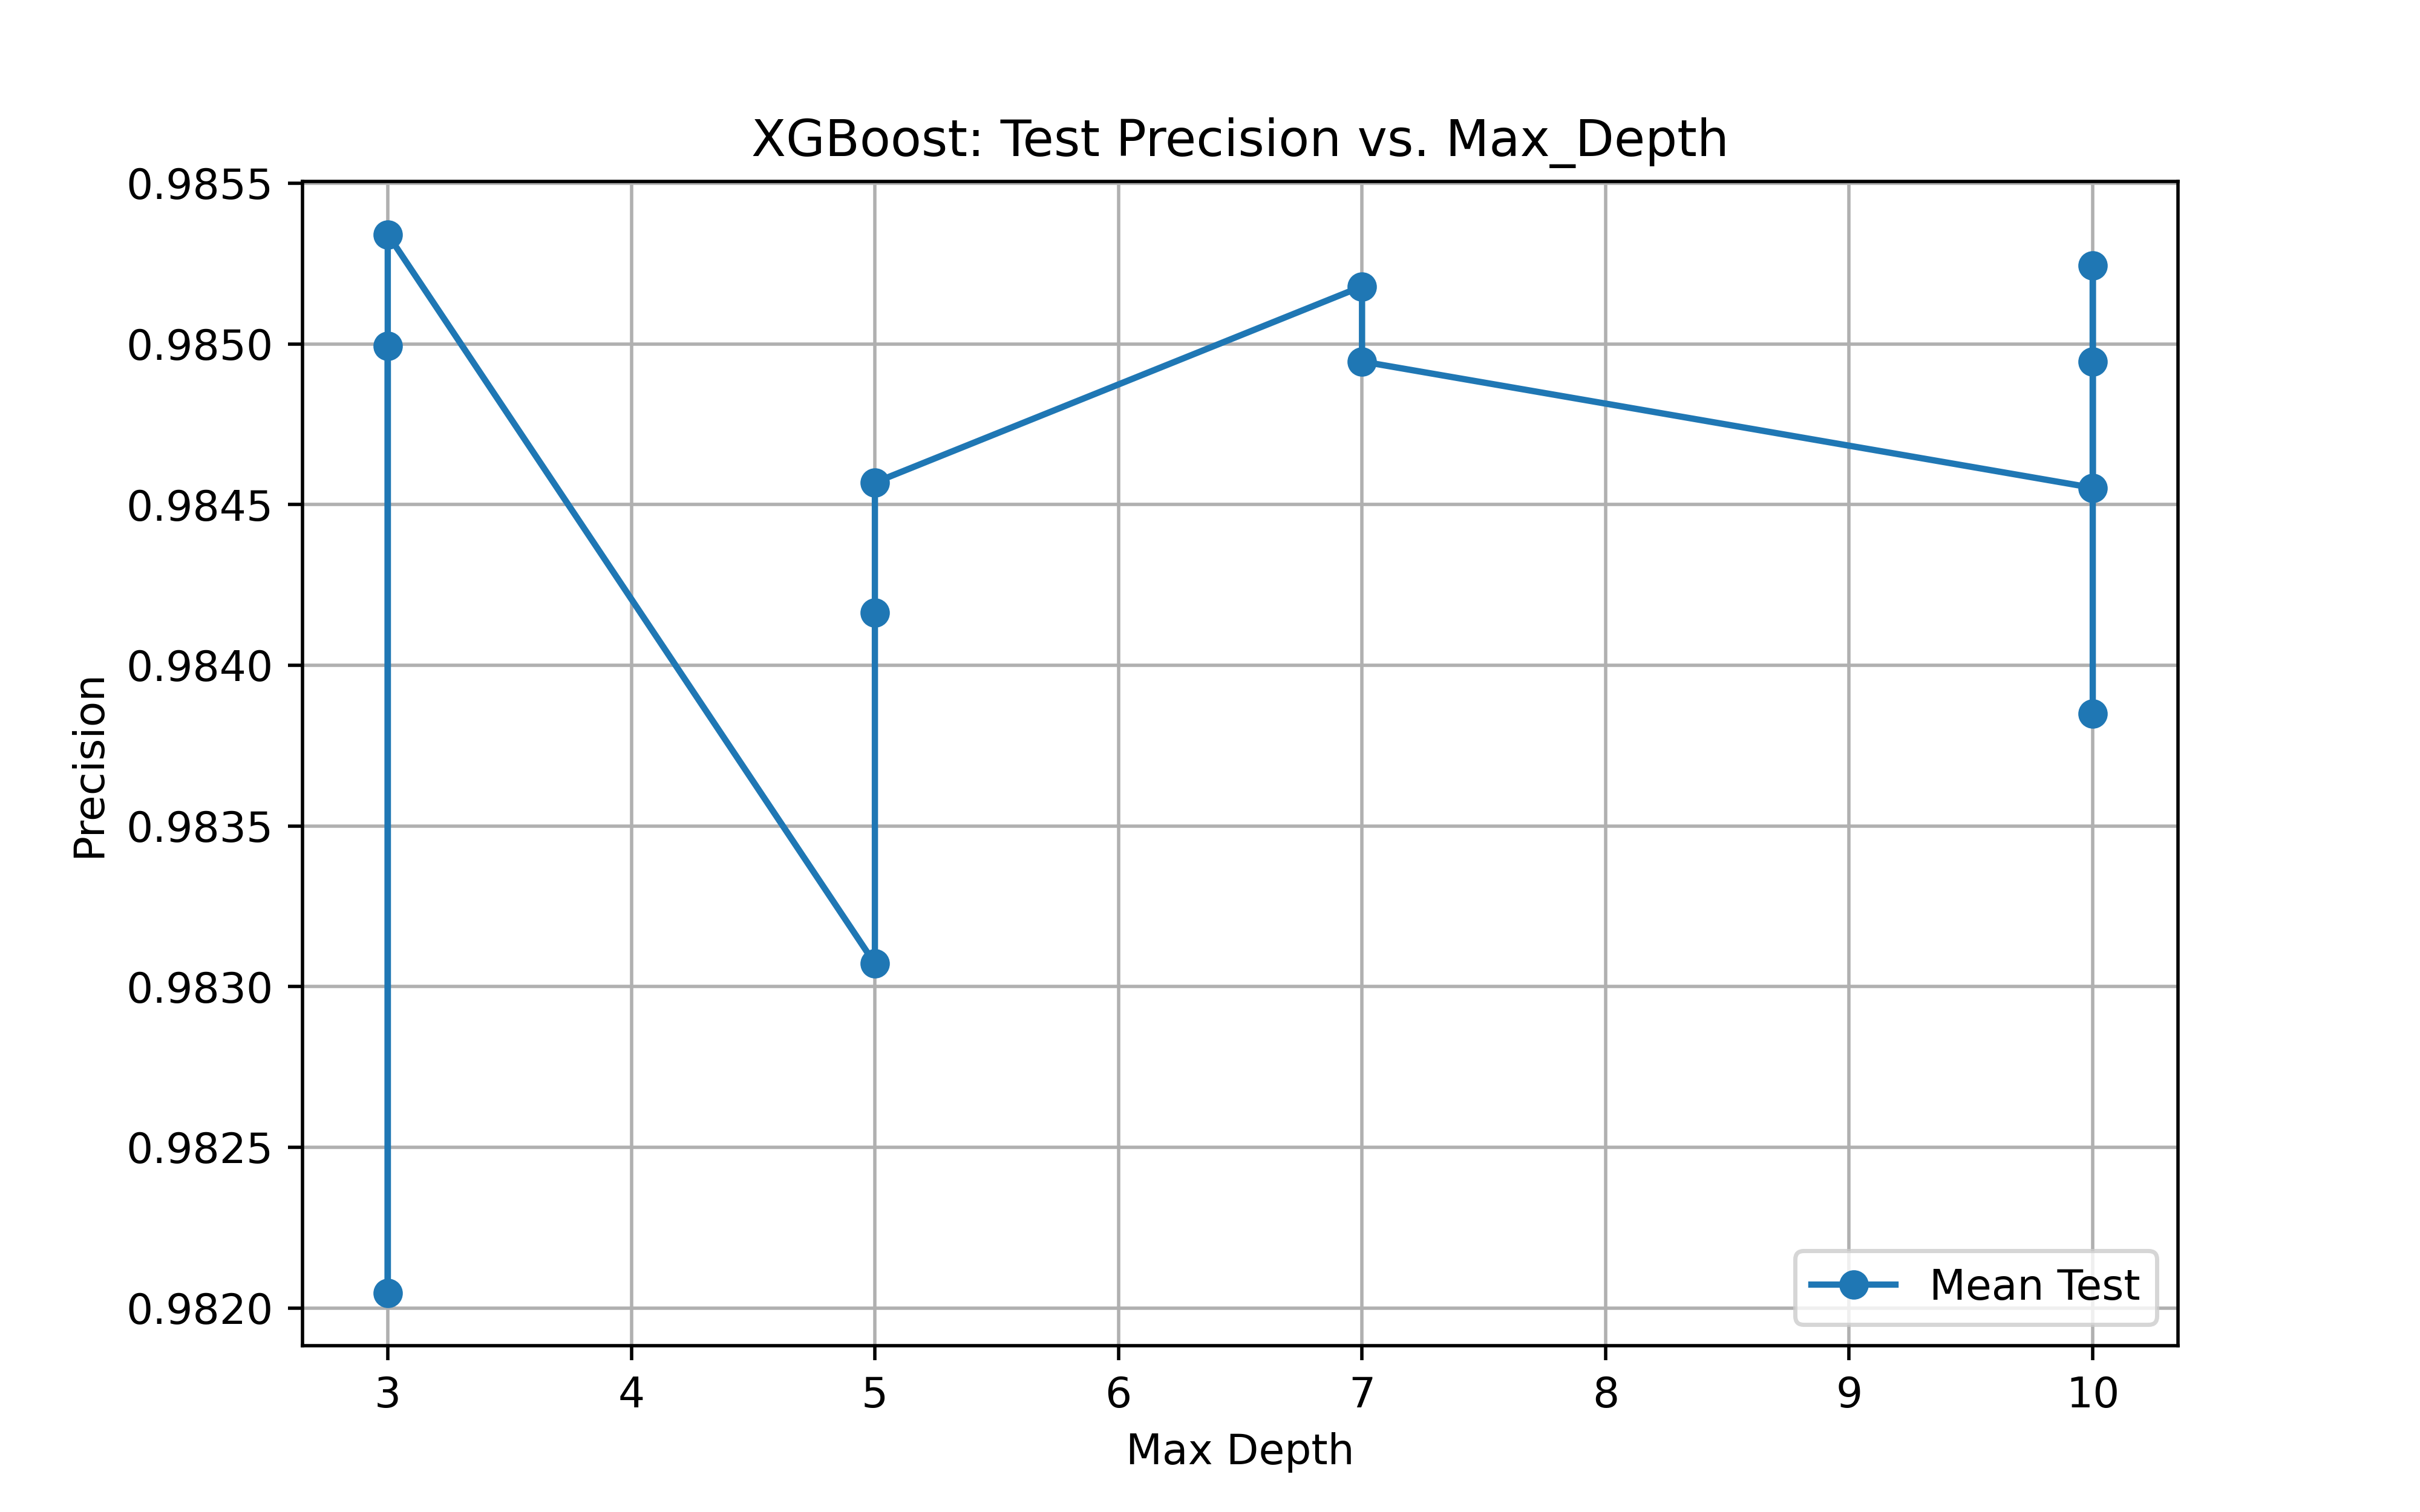 XGBoost: Test Precision vs. Max_Depth
0.9855
0.9850
0.9845
0.9840
0.9835
0.9830
0.9825
0.9820
Precision
Mean Test
3 4 5 6 7 8 9 10
Max Depth